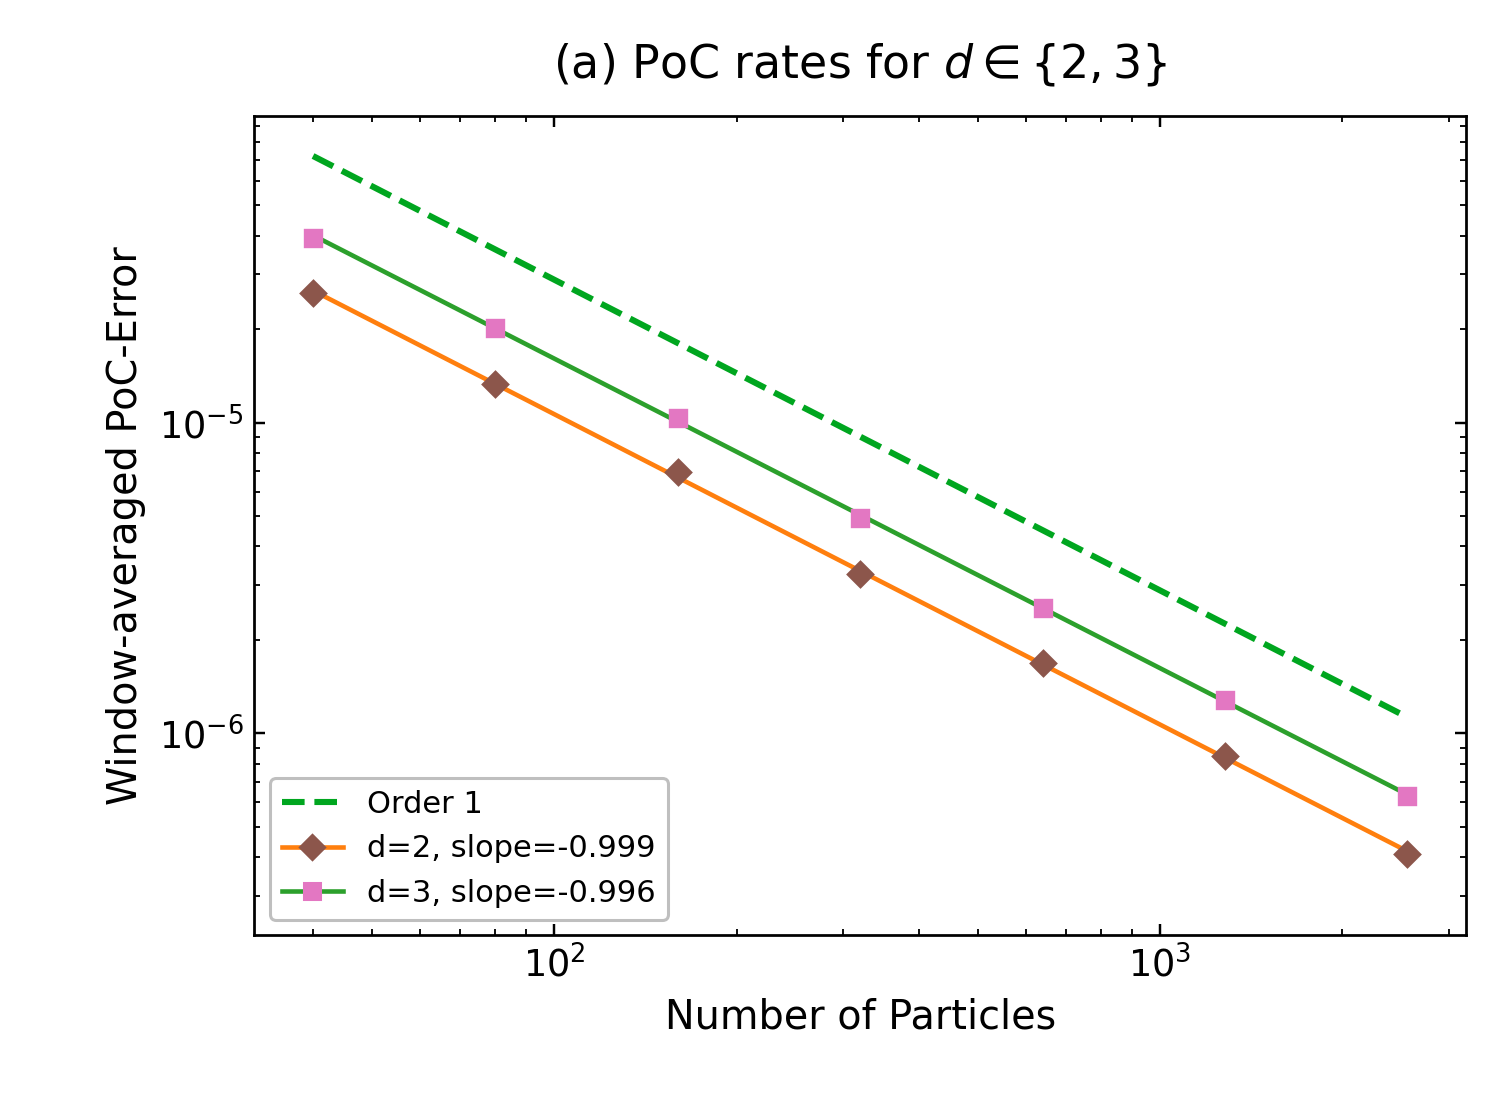 (a) PoC rates for d ∈ {2, 3}
Window-averaged PoC-Error
10⁻⁵
10⁻⁶
Order 1
d=2, slope=-0.999
d=3, slope=-0.996
10²
10³
Number of Particles